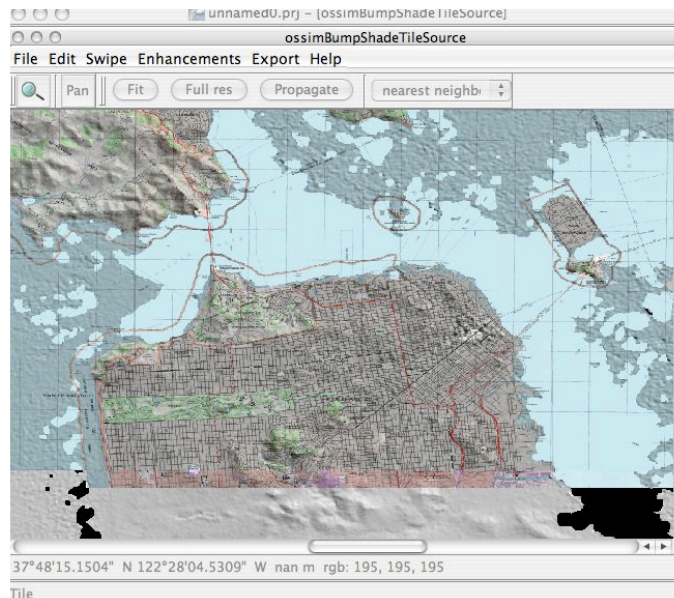 unnamed0.prj – [ossimBumpShadeTileSource]
ossimBumpShadeTileSource
File Edit Swipe Enhancements Export Help
Pan Fit Full res Propagate nearest neighb
37°48'15.1504" N 122°28'04.5309" W nan m rgb: 195, 195, 195
Tile